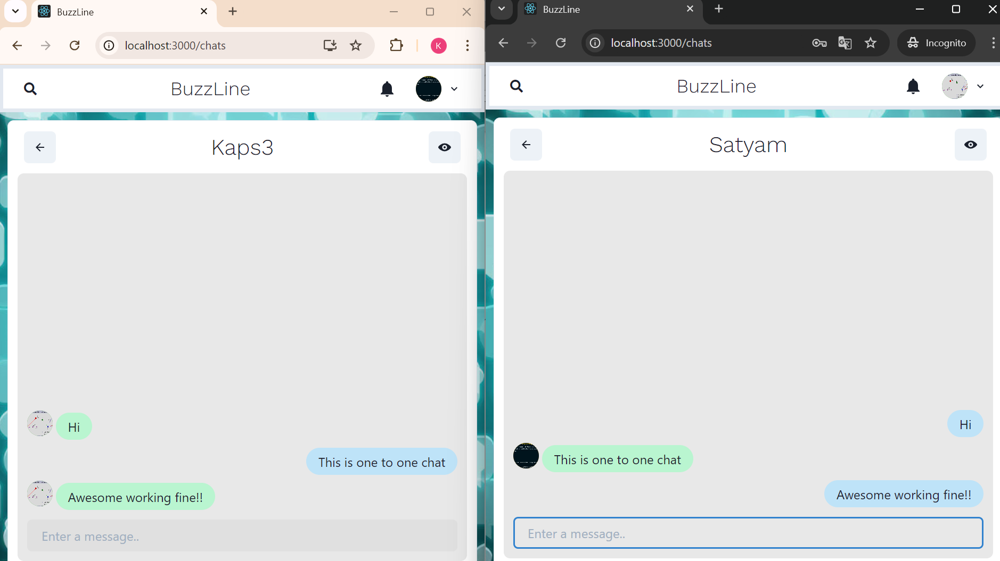 BuzzLine
localhost:3000/chats
K
BuzzLine
Kaps3
Hi
This is one to one chat
Awesome working fine!!
Enter a message..
BuzzLine
localhost:3000/chats
Incognito
BuzzLine
Satyam
Hi
This is one to one chat
Awesome working fine!!
Enter a message..